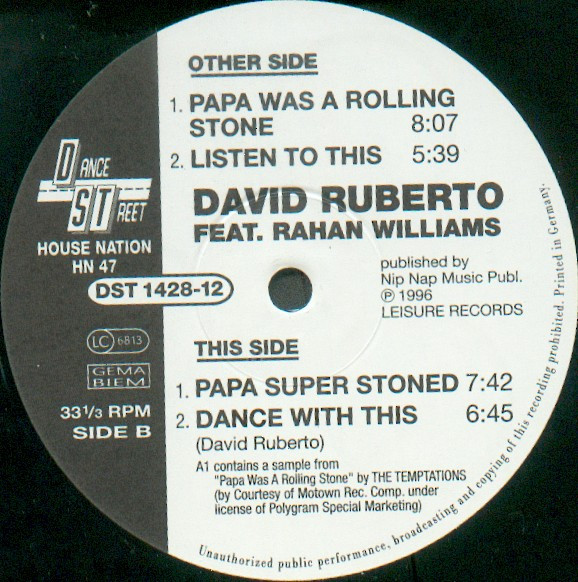 OTHER SIDE
1. PAPA WAS A ROLLING
STONE 8:07
2. LISTEN TO THIS 5:39
DANCE
STREET
HOUSE NATION
HN 47
DST 1428-12
LC 6813
GEMA
BIEM
33 1/3 RPM
SIDE B
DAVID RUBERTO
FEAT. RAHAN WILLIAMS
published by
Nip Nap Music Publ.
℗ 1996
LEISURE RECORDS
THIS SIDE
1. PAPA SUPER STONED 7:42
2. DANCE WITH THIS 6:45
(David Ruberto)
A1 contains a sample from
"Papa Was A Rolling Stone" by THE TEMPTATIONS
(by Courtesy of Motown Rec. Comp. under
license of Polygram Special Marketing)
Unauthorized public performance, broadcasting and copying of this recording prohibited. Printed in Germany.